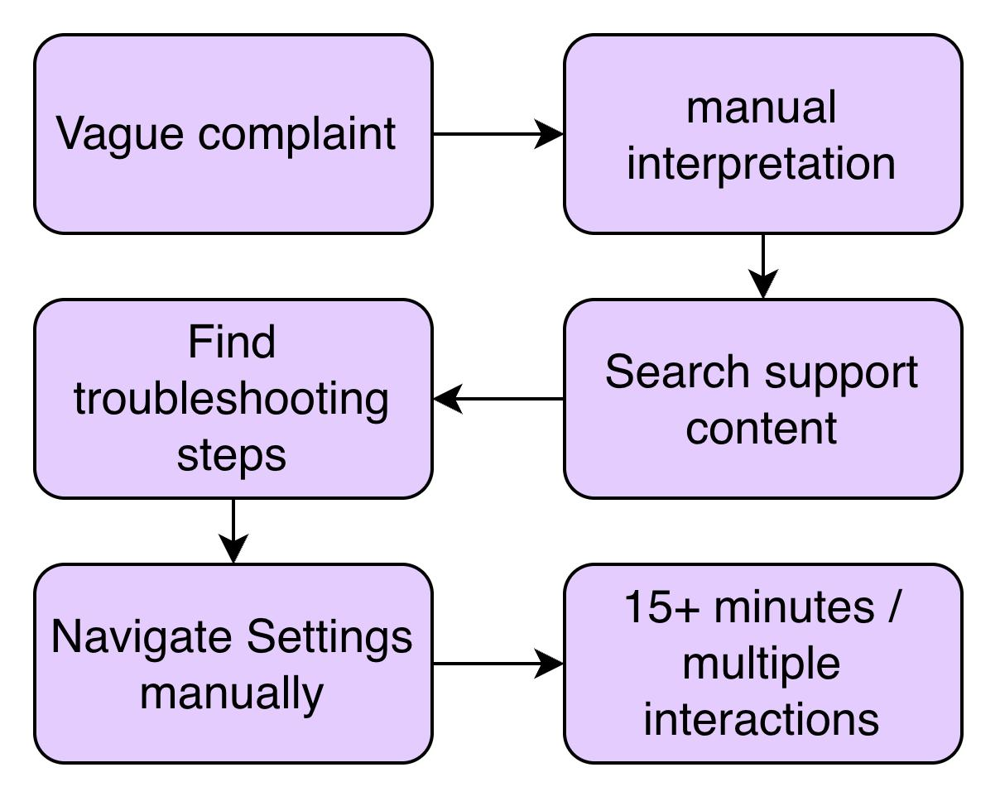 Vague complaint
manual
interpretation
Search support
content
Find
troubleshooting
steps
Navigate Settings
manually
15+ minutes /
multiple
interactions